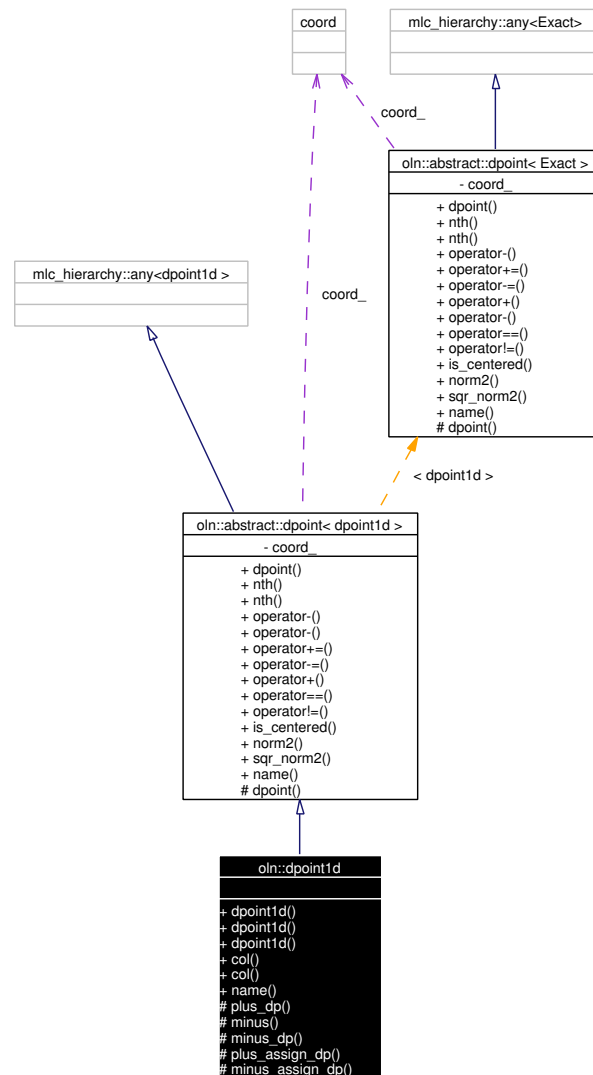 coord
mlc_hierarchy::any<Exact>
coord_
oln::abstract::dpoint< Exact >
- coord_
+ dpoint()
+ nth()
+ nth()
+ operator-()
+ operator+=()
+ operator-=()
+ operator+()
+ operator-()
+ operator==()
+ operator!=()
+ is_centered()
+ norm2()
+ sqr_norm2()
+ name()
# dpoint()
mlc_hierarchy::any<dpoint1d >
coord_
< dpoint1d >
oln::abstract::dpoint< dpoint1d >
- coord_
+ dpoint()
+ nth()
+ nth()
+ operator-()
+ operator-()
+ operator+=()
+ operator-=()
+ operator+()
+ operator==()
+ operator!=()
+ is_centered()
+ norm2()
+ sqr_norm2()
+ name()
# dpoint()
oln::dpoint1d
+ dpoint1d()
+ dpoint1d()
+ dpoint1d()
+ col()
+ col()
+ name()
# plus_dp()
# minus()
# minus_dp()
# plus_assign_dp()
# minus_assign_dp()